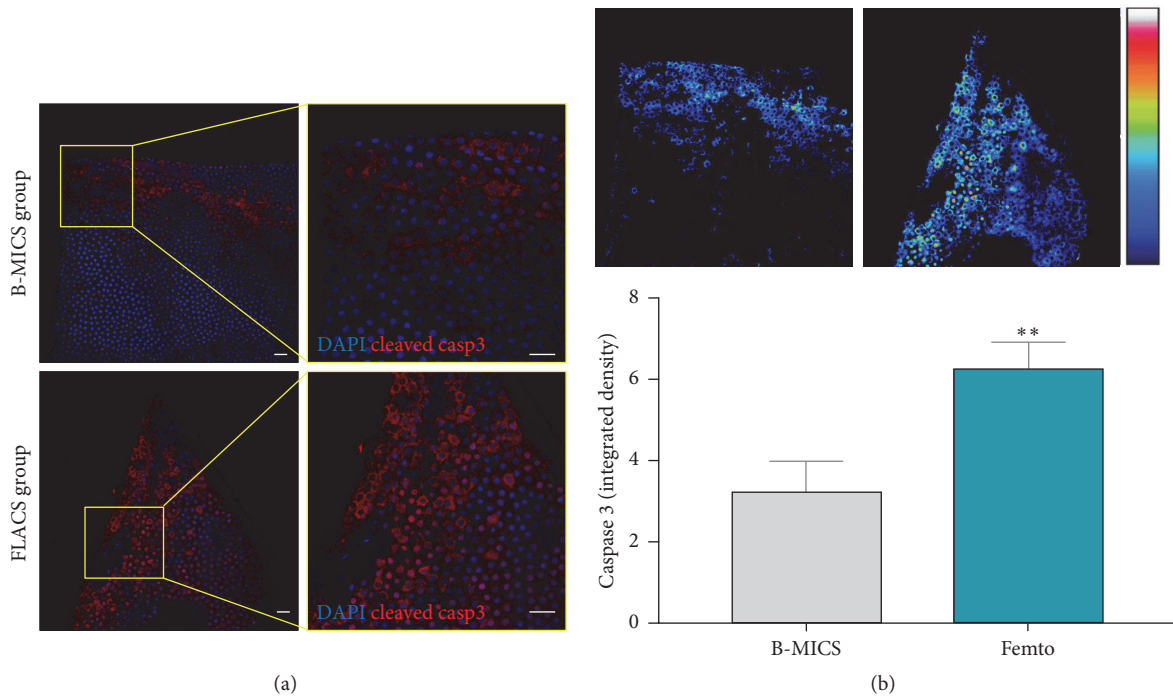 B-MICS group
DAPI cleaved casp3
FLACS group
DAPI cleaved casp3
(a)
Caspase 3 (integrated density)
8
6
4
2
0
**
B-MICS
Femto
(b)